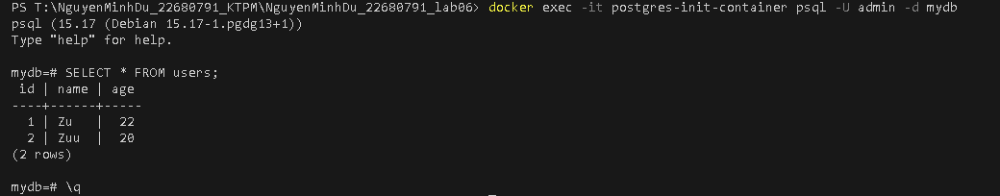 PS T:\NguyenMinhDu_22680791_KTPM\NguyenMinhDu_22680791_lab06> docker exec -it postgres-init-container psql -U admin -d mydb
psql (15.17 (Debian 15.17-1.pgdg13+1))
Type "help" for help.
mydb=# SELECT * FROM users;
 id | name | age
----+------+-----
  1 | Zu   |  22
  2 | Zuu  |  20
(2 rows)
mydb=# \q